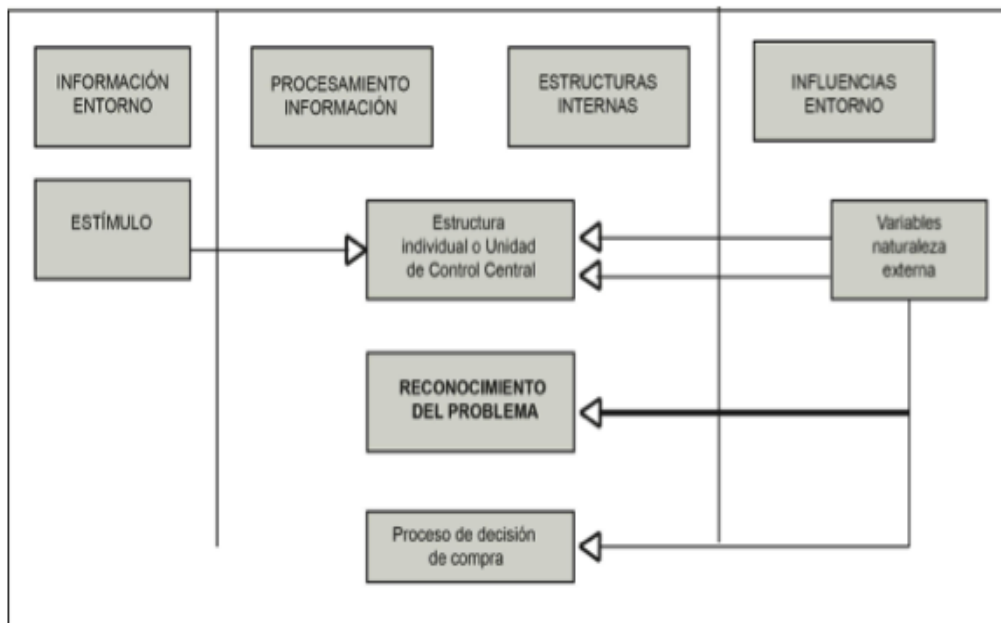 INFORMACIÓN
ENTORNO
PROCESAMIENTO
INFORMACIÓN
ESTRUCTURAS
INTERNAS
INFLUENCIAS
ENTORNO
ESTÍMULO
Estructura
individual o Unidad
de Control Central
Variables
naturaleza
externa
RECONOCIMIENTO
DEL PROBLEMA
Proceso de decisión
de compra